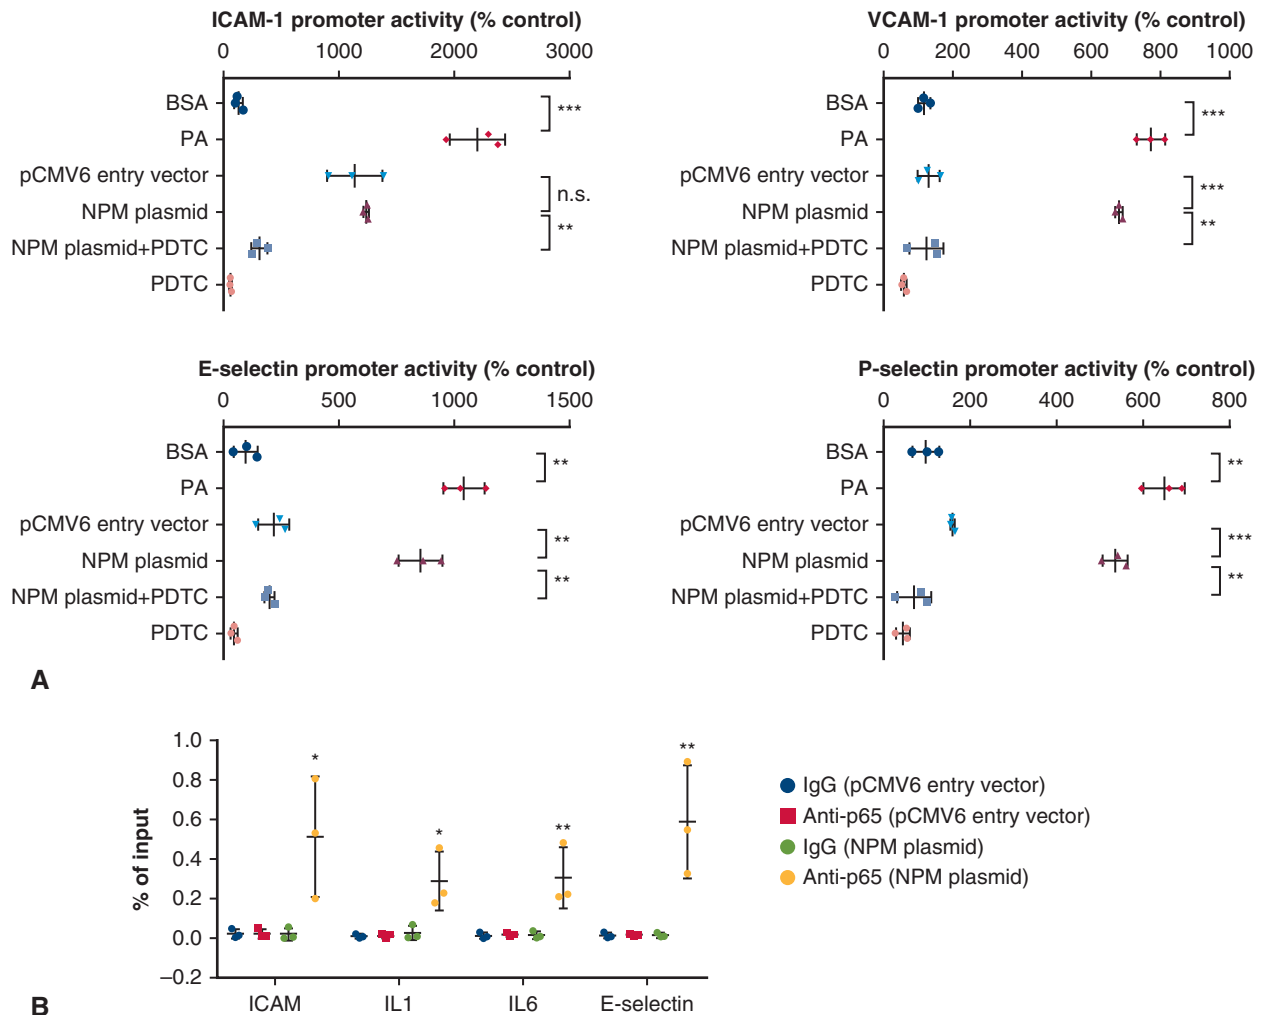 ICAM-1 promoter activity (% control)
0 1000 2000 3000
BSA
***
PA
pCMV6 entry vector
n.s.
NPM plasmid
**
NPM plasmid+PDTC
PDTC
VCAM-1 promoter activity (% control)
0 200 400 600 800 1000
BSA
***
PA
pCMV6 entry vector
***
NPM plasmid
**
NPM plasmid+PDTC
PDTC
E-selectin promoter activity (% control)
0 500 1000 1500
BSA
**
PA
pCMV6 entry vector
**
NPM plasmid
**
NPM plasmid+PDTC
PDTC
P-selectin promoter activity (% control)
0 200 400 600 800
BSA
**
PA
pCMV6 entry vector
***
NPM plasmid
**
NPM plasmid+PDTC
PDTC
A
% of input
1.0
0.8
0.6
0.4
0.2
0.0
–0.2
* * ** **
ICAM IL1 IL6 E-selectin
IgG (pCMV6 entry vector)
Anti-p65 (pCMV6 entry vector)
IgG (NPM plasmid)
Anti-p65 (NPM plasmid)
B